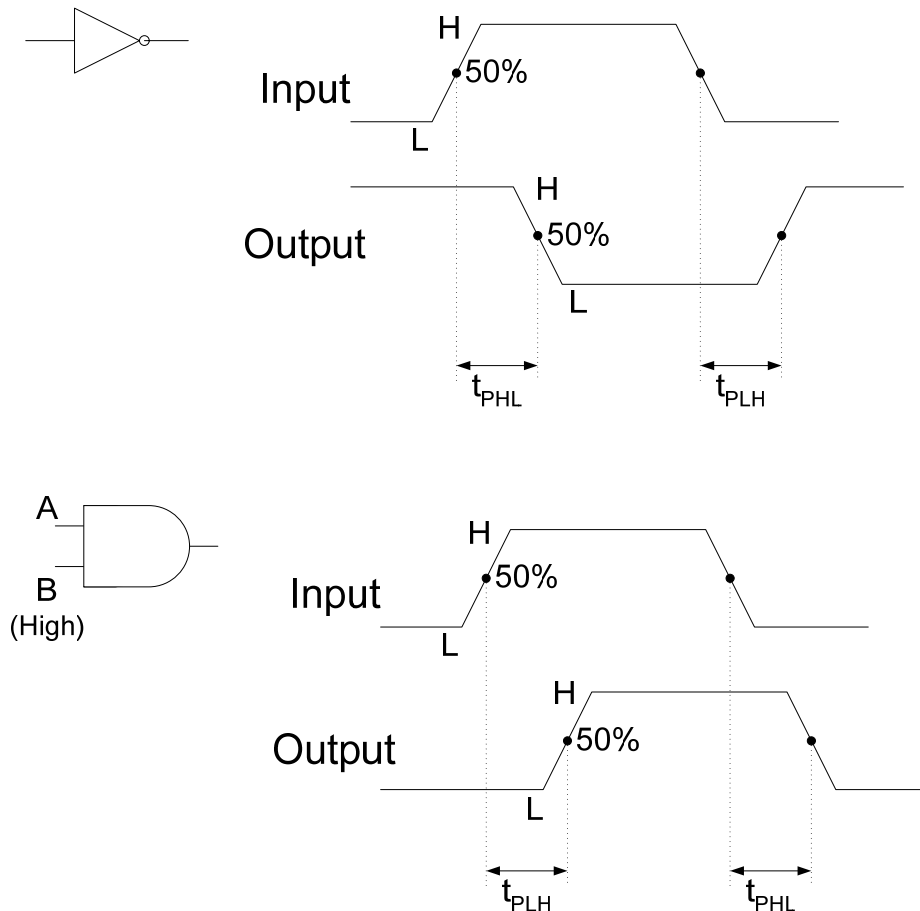 H
50%
Input
L
H
50%
Output
L
tPHL
tPLH
A
B
(High)
H
50%
Input
L
H
50%
Output
L
tPLH
tPHL